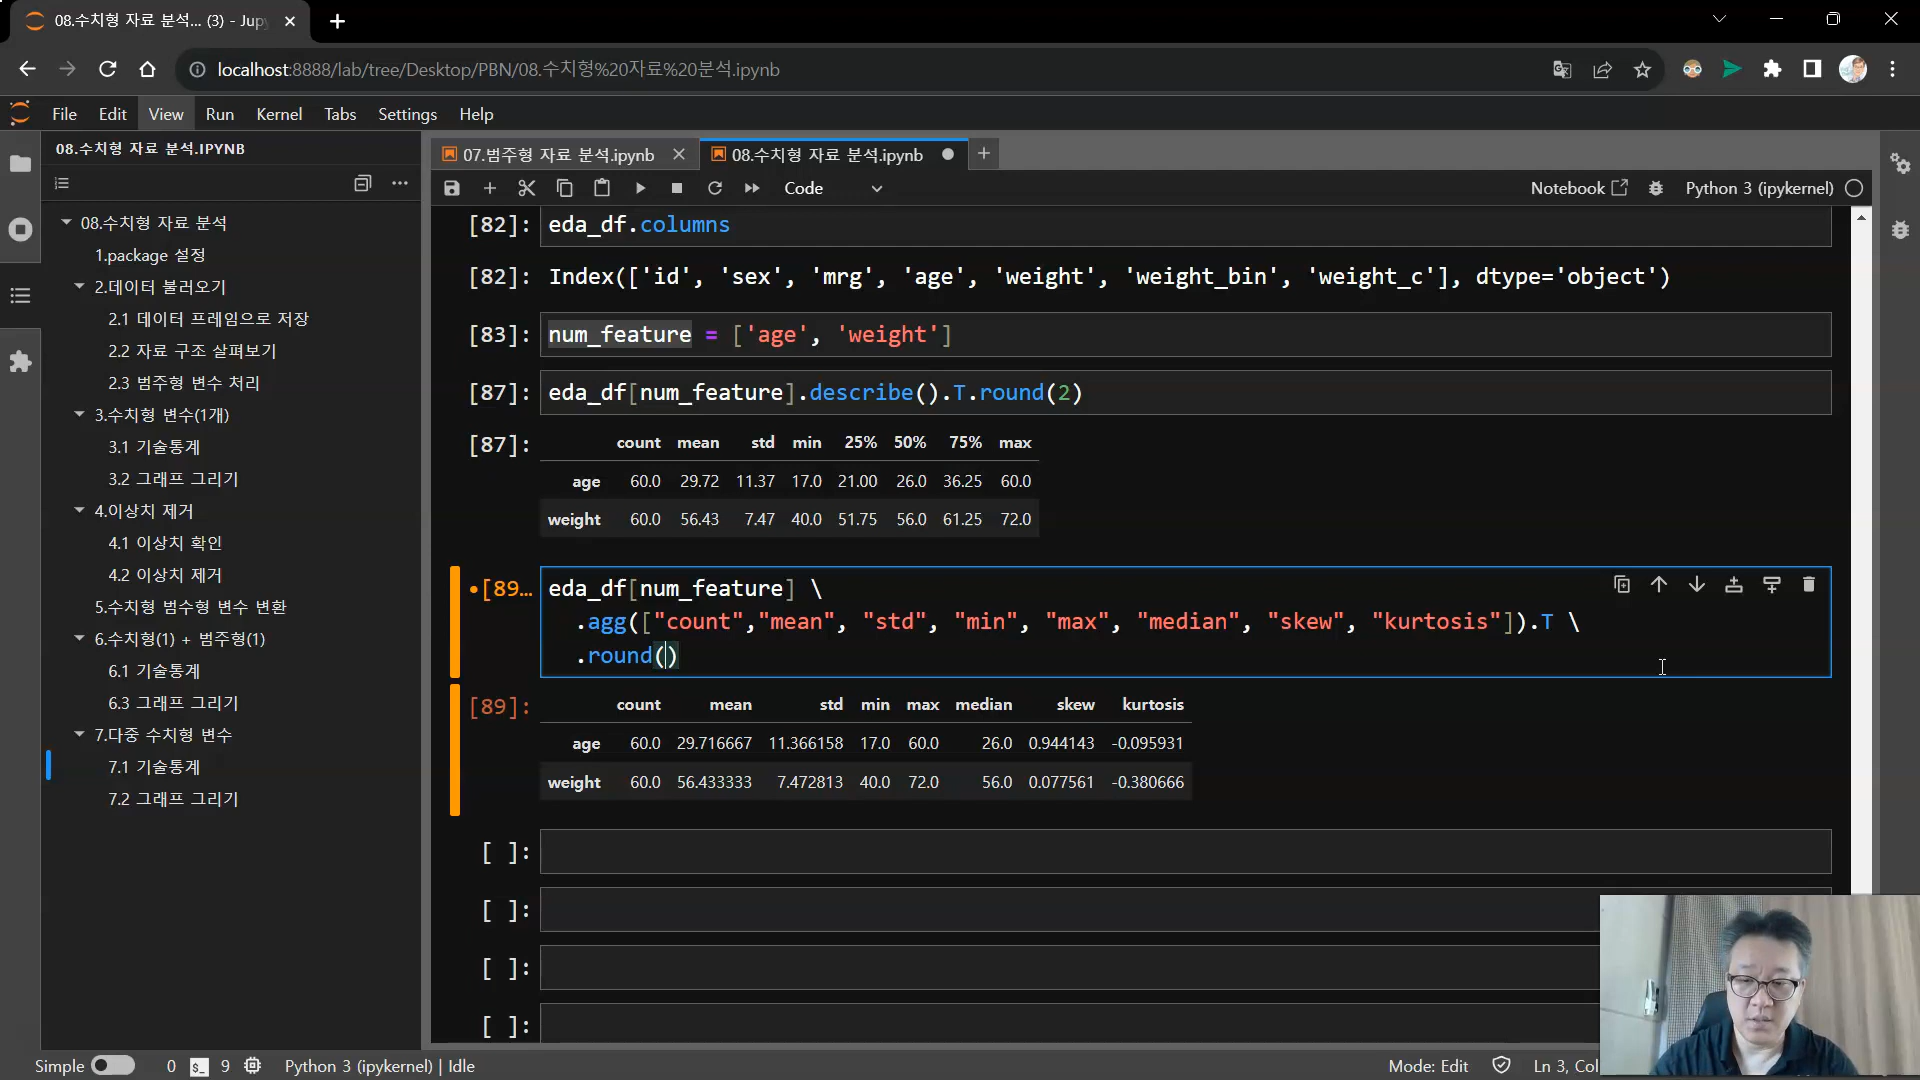 08.수치형 자료 분석... (3) - Jup
localhost:8888/lab/tree/Desktop/PBN/08.수치형%20자료%20분석.ipynb
File Edit View Run Kernel Tabs Settings Help
08.수치형 자료 분석.IPYNB
08.수치형 자료 분석
1.package 설정
2.데이터 불러오기
2.1 데이터 프레임으로 저장
2.2 자료 구조 살펴보기
2.3 범주형 변수 처리
3.수치형 변수(1개)
3.1 기술통계
3.2 그래프 그리기
4.이상치 제거
4.1 이상치 확인
4.2 이상치 제거
5.수치형 범수형 변수 변환
6.수치형(1) + 범주형(1)
6.1 기술통계
6.3 그래프 그리기
7.다중 수치형 변수
7.1 기술통계
7.2 그래프 그리기
07.범주형 자료 분석.ipynb 08.수치형 자료 분석.ipynb
Code Notebook Python 3 (ipykernel)
[82]: eda_df.columns
[82]: Index(['id', 'sex', 'mrg', 'age', 'weight', 'weight_bin', 'weight_c'], dtype='object')
[83]: num_feature = ['age', 'weight']
[87]: eda_df[num_feature].describe().T.round(2)
[87]: count mean std min 25% 50% 75% max
age 60.0 29.72 11.37 17.0 21.00 26.0 36.25 60.0
weight 60.0 56.43 7.47 40.0 51.75 56.0 61.25 72.0
•[89… eda_df[num_feature] \
.agg(["count","mean", "std", "min", "max", "median", "skew", "kurtosis"]).T \
.round()
[89]: count mean std min max median skew kurtosis
age 60.0 29.716667 11.366158 17.0 60.0 26.0 0.944143 -0.095931
weight 60.0 56.433333 7.472813 40.0 72.0 56.0 0.077561 -0.380666
[ ]:
[ ]:
[ ]:
[ ]:
Simple 0 9 Python 3 (ipykernel) | Idle Mode: Edit Ln 3, Col